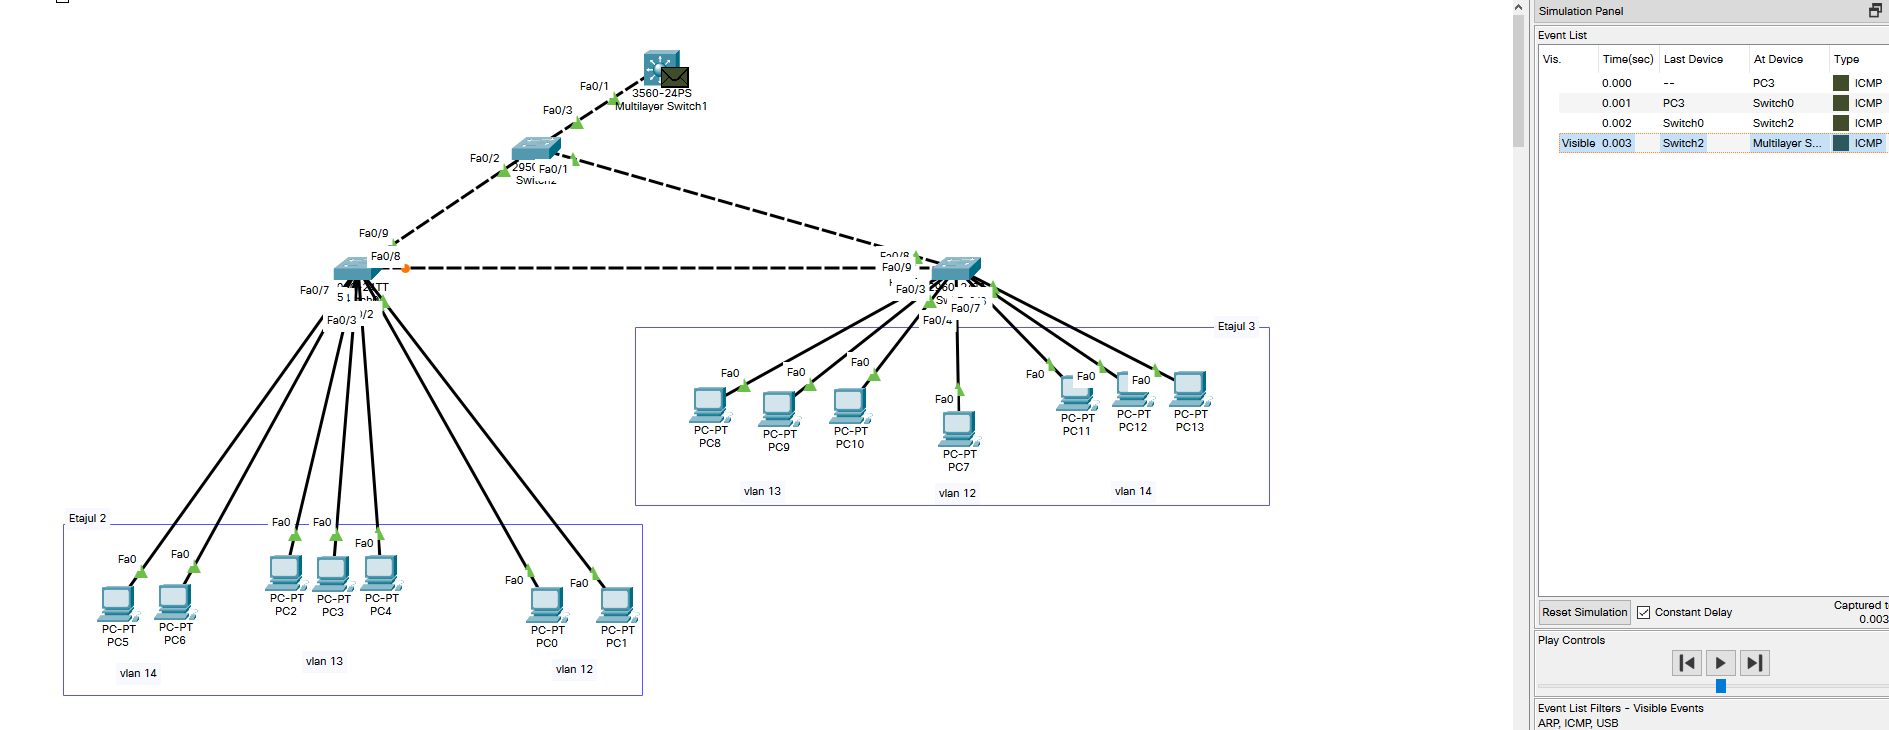 Fa0/1
3560-24PS
Multilayer Switch1
Fa0/3
Fa0/2
Fa0/1
Fa0/9
Fa0/8
Fa0/7
Fa0/3
Fa0/9
Fa0/3
Fa0/7
Fa0/4
Etajul 3
Fa0
Fa0
Fa0
Fa0
Fa0
Fa0
Fa0
PC-PT
PC8
PC-PT
PC9
PC-PT
PC10
PC-PT
PC7
PC-PT
PC11
PC-PT
PC12
PC-PT
PC13
vlan 13
vlan 12
vlan 14
Etajul 2
Fa0
Fa0
Fa0
Fa0
Fa0
Fa0
Fa0
PC-PT
PC5
PC-PT
PC6
PC-PT
PC2
PC-PT
PC3
PC-PT
PC4
PC-PT
PC0
PC-PT
PC1
vlan 14
vlan 13
vlan 12
Simulation Panel
Event List
Vis. Time(sec) Last Device At Device Type
0.000 -- PC3 ICMP
0.001 PC3 Switch0 ICMP
0.002 Switch0 Switch2 ICMP
Visible 0.003 Switch2 Multilayer S... ICMP
Reset Simulation Constant Delay
Captured
0.003
Play Controls
Event List Filters - Visible Events
ARP, ICMP, USB